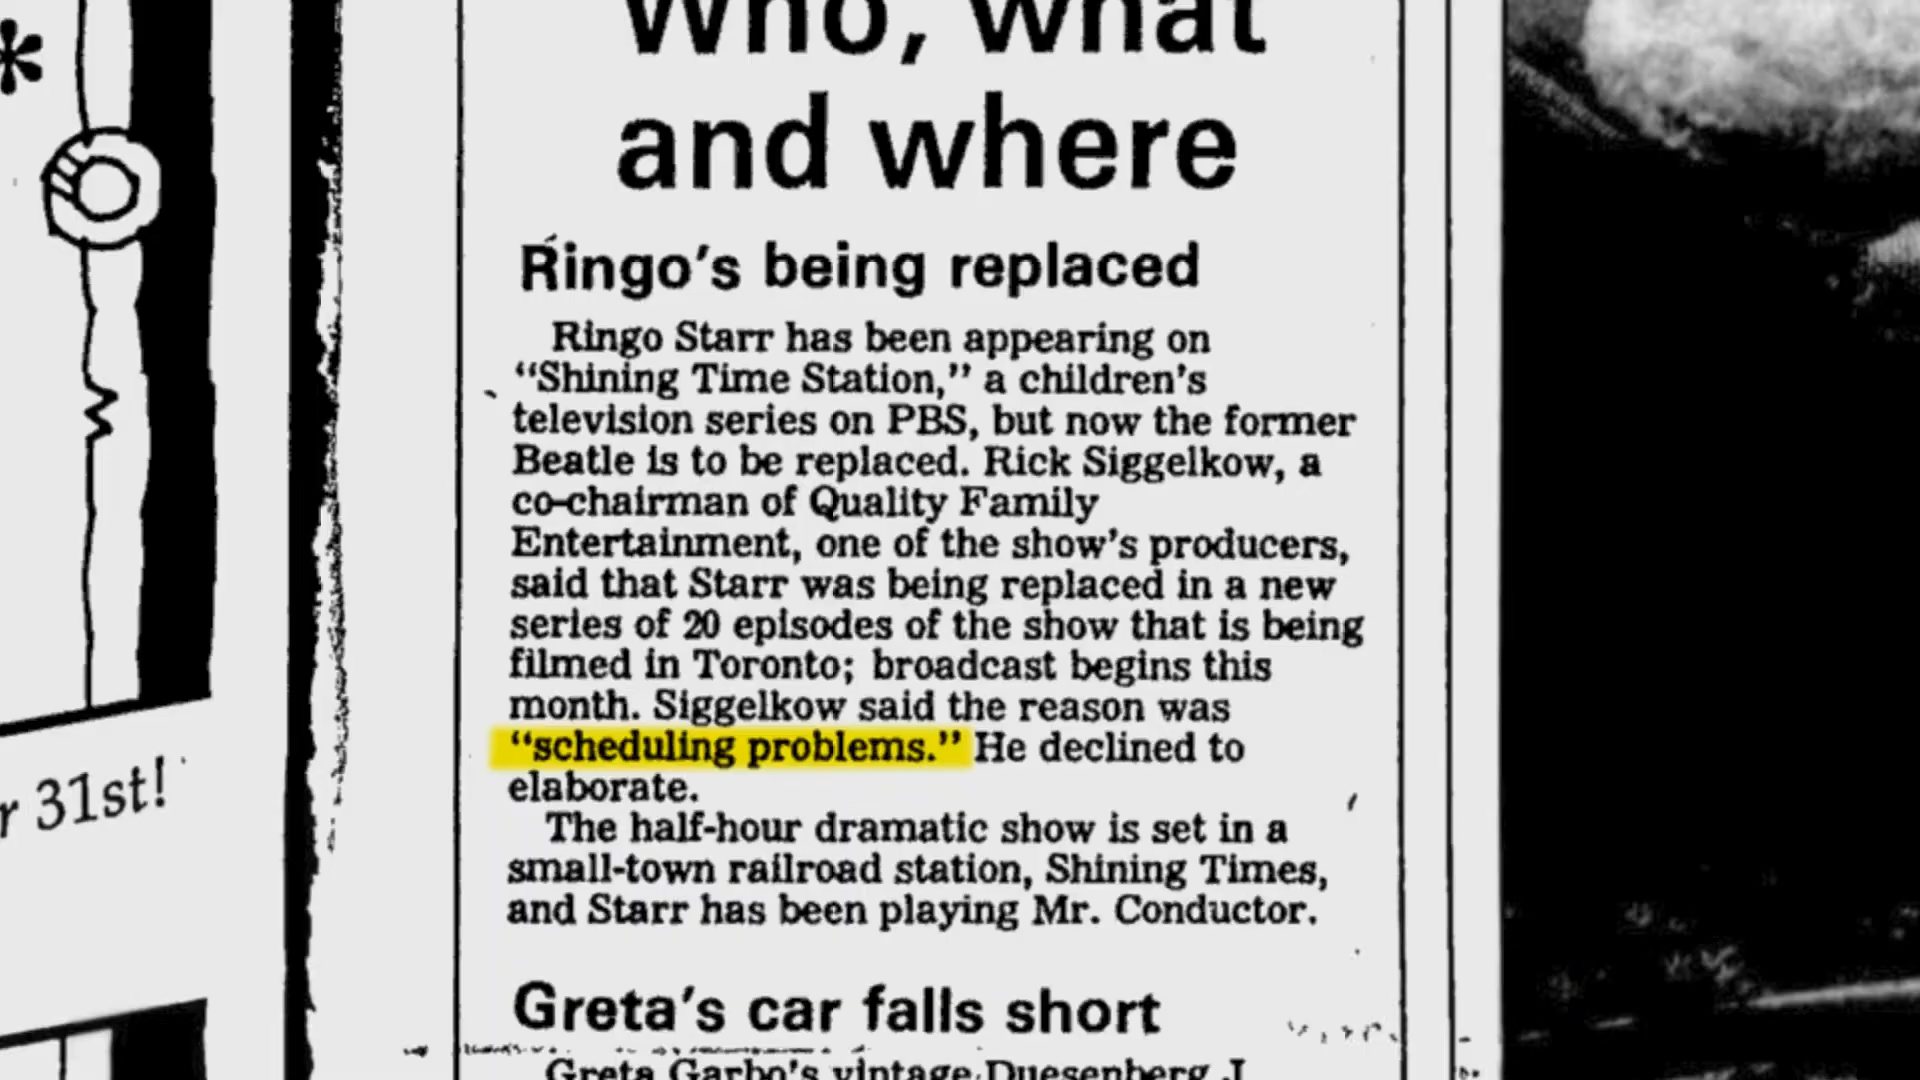 *
r 31st!
Who, what
and where
Ringo's being replaced
Ringo Starr has been appearing on
“Shining Time Station,” a children's
television series on PBS, but now the former
Beatle is to be replaced. Rick Siggelkow, a
co-chairman of Quality Family
Entertainment, one of the show's producers,
said that Starr was being replaced in a new
series of 20 episodes of the show that is being
filmed in Toronto; broadcast begins this
month. Siggelkow said the reason was
“scheduling problems.” He declined to
elaborate.
The half-hour dramatic show is set in a
small-town railroad station, Shining Times,
and Starr has been playing Mr. Conductor.
Greta's car falls short
Greta Garbo's vintage Duesenberg J